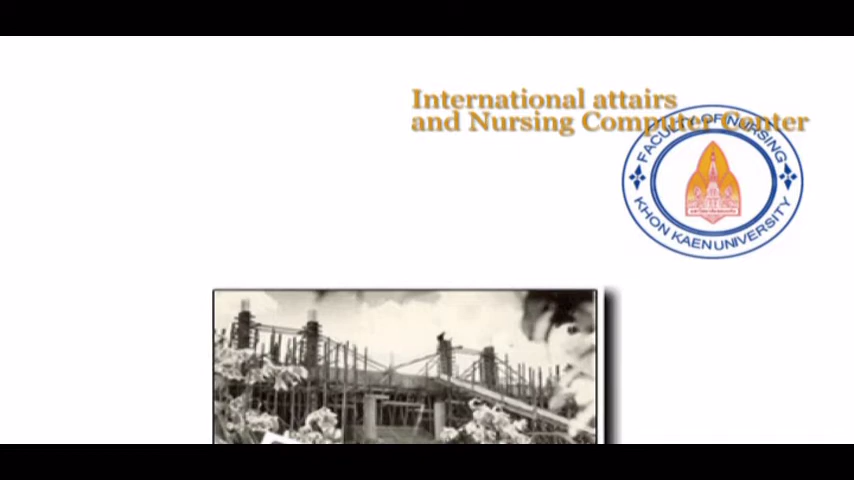 International attairs
and Nursing Computer Center
FACULTY OF NURSING
KHON KAEN UNIVERSITY